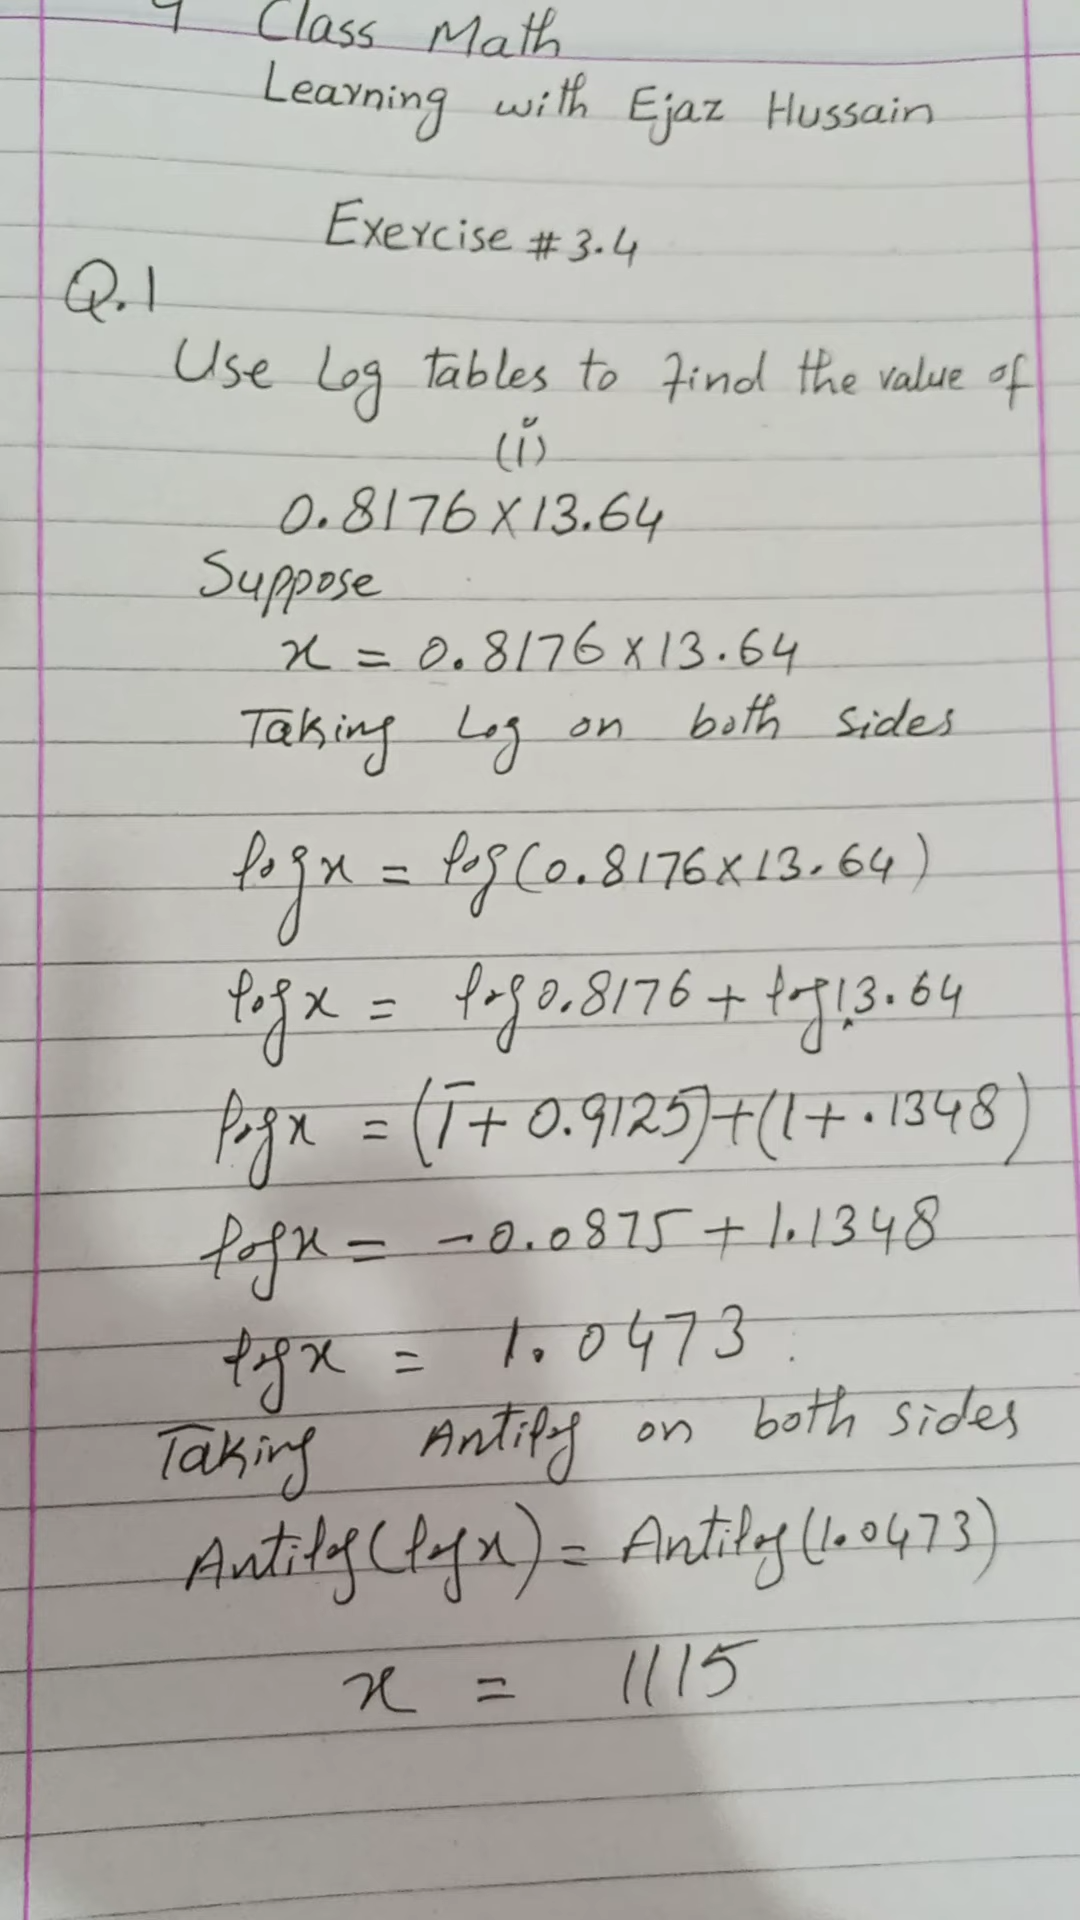 9 Class Math
Learning with Ejaz Hussain
Exercise # 3.4
Q.1
Use Log tables to find the value of
(i)
0.8176 × 13.64
Suppose
x = 0.8176 × 13.64
Taking Log on both sides
log x = log (0.8176 × 13.64)
log x = log 0.8176 + log 13.64
log x = (1̄ + 0.9125) + (1 + .1348)
log x = -0.0875 + 1.1348
log x = 1.0473
Taking Antilog on both sides
Antilog (log x) = Antilog (1.0473)
x = 1115